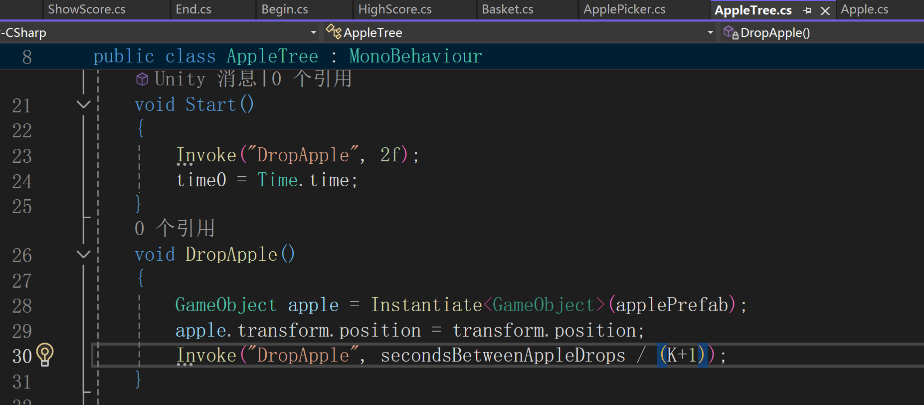 ShowScore.cs End.cs Begin.cs HighScore.cs Basket.cs ApplePicker.cs AppleTree.cs Apple.cs
-CSharp AppleTree DropApple()
8 public class AppleTree : MonoBehaviour
Unity 消息|0 个引用
21 void Start()
22 {
23 Invoke("DropApple", 2f);
24 time0 = Time.time;
25 }
0 个引用
26 void DropApple()
27 {
28 GameObject apple = Instantiate<GameObject>(applePrefab);
29 apple.transform.position = transform.position;
30 Invoke("DropApple", secondsBetweenAppleDrops / (K+1));
31 }